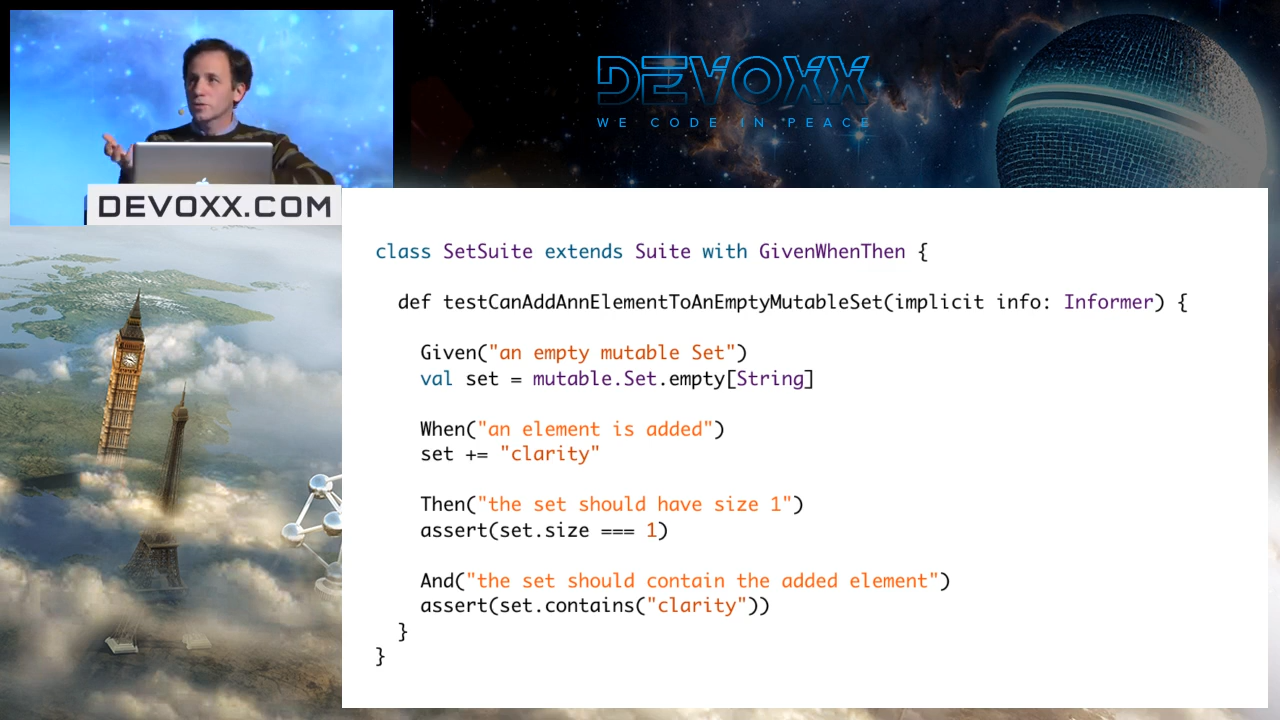 DEVOXX
WE CODE IN PEACE
DEVOXX.COM
class SetSuite extends Suite with GivenWhenThen {
def testCanAddAnnElementToAnEmptyMutableSet(implicit info: Informer) {
Given("an empty mutable Set")
val set = mutable.Set.empty[String]
When("an element is added")
set += "clarity"
Then("the set should have size 1")
assert(set.size === 1)
And("the set should contain the added element")
assert(set.contains("clarity"))
}
}